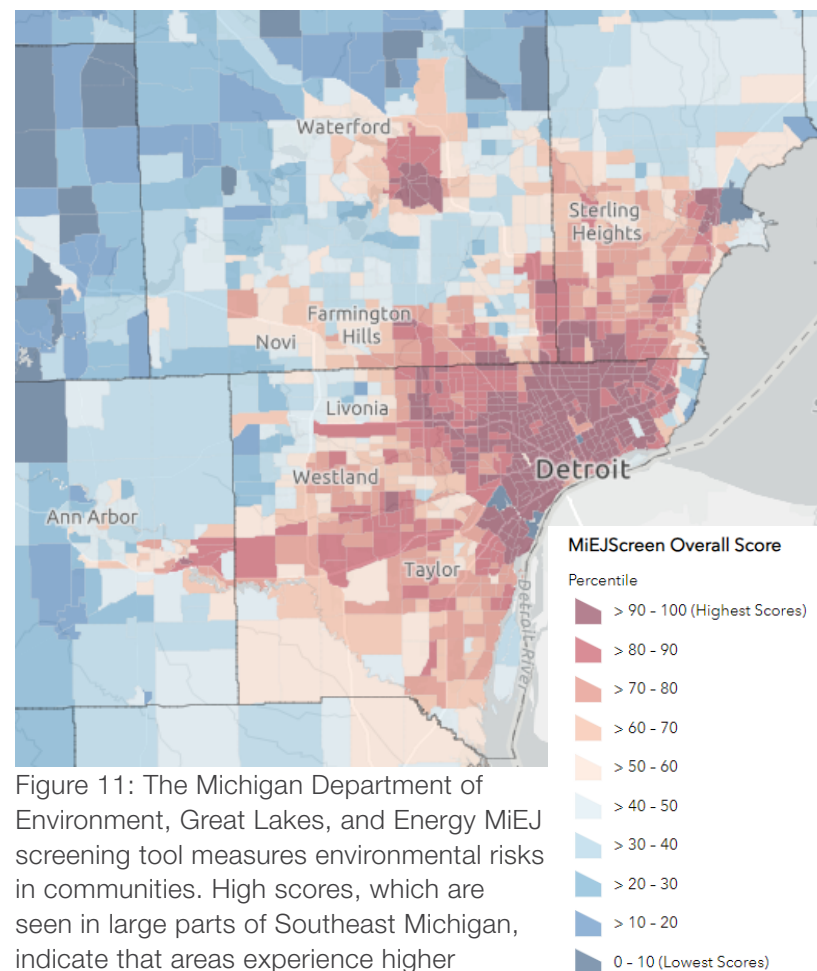 Waterford
Sterling
Heights
Farmington
Hills
Novi
Livonia
Westland
Detroit
Ann Arbor
Taylor
Detroit River
MiEJScreen Overall Score
Percentile
> 90 - 100 (Highest Scores)
> 80 - 90
> 70 - 80
> 60 - 70
> 50 - 60
> 40 - 50
> 30 - 40
> 20 - 30
> 10 - 20
0 - 10 (Lowest Scores)
Figure 11: The Michigan Department of
Environment, Great Lakes, and Energy MiEJ
screening tool measures environmental risks
in communities. High scores, which are
seen in large parts of Southeast Michigan,
indicate that areas experience higher